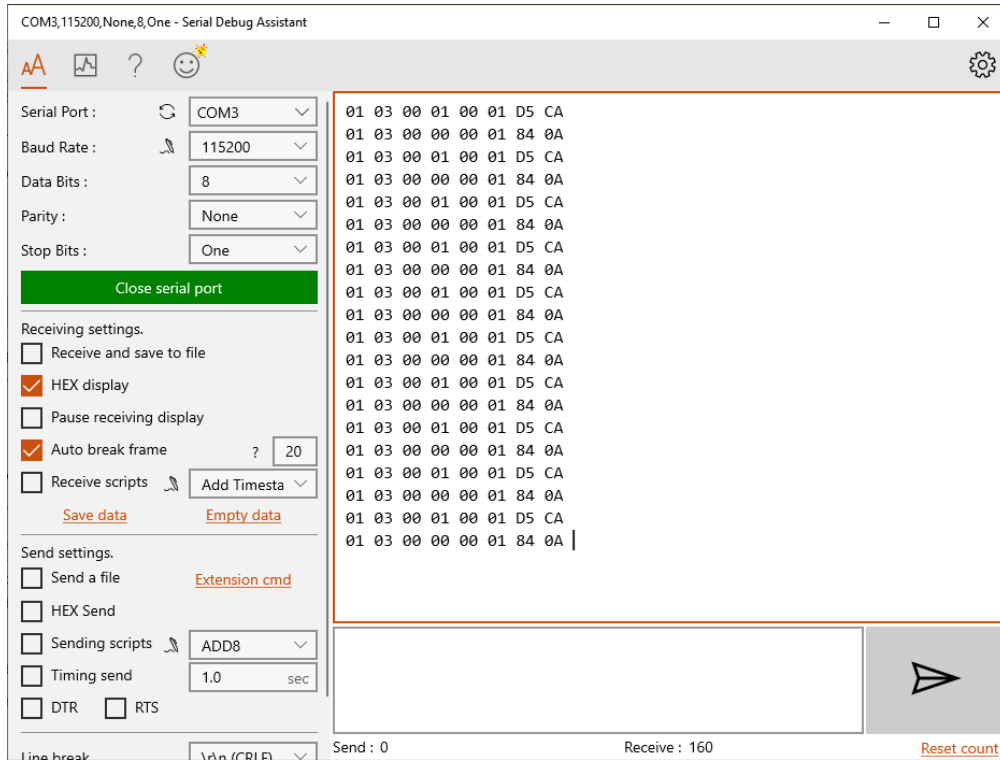 COM3,115200,None,8,One - Serial Debug Assistant
AA
Serial Port :
COM3
Baud Rate :
115200
Data Bits :
8
Parity :
None
Stop Bits :
One
Close serial port
Receiving settings.
Receive and save to file
HEX display
Pause receiving display
Auto break frame ? 20
Receive scripts
Add Timesta
Save data
Empty data
Send settings.
Send a file
Extension cmd
HEX Send
Sending scripts
ADD8
Timing send
1.0 sec
DTR
RTS
Line break
\r\n (CRLF)
01 03 00 01 00 01 D5 CA
01 03 00 00 00 01 84 0A
01 03 00 01 00 01 D5 CA
01 03 00 00 00 01 84 0A
01 03 00 01 00 01 D5 CA
01 03 00 00 00 01 84 0A
01 03 00 01 00 01 D5 CA
01 03 00 00 00 01 84 0A
01 03 00 01 00 01 D5 CA
01 03 00 00 00 01 84 0A
01 03 00 01 00 01 D5 CA
01 03 00 00 00 01 84 0A
01 03 00 01 00 01 D5 CA
01 03 00 00 00 01 84 0A
01 03 00 01 00 01 D5 CA
01 03 00 00 00 01 84 0A
01 03 00 01 00 01 D5 CA
01 03 00 00 00 01 84 0A
01 03 00 01 00 01 D5 CA
01 03 00 00 00 01 84 0A
Send : 0
Receive : 160
Reset count